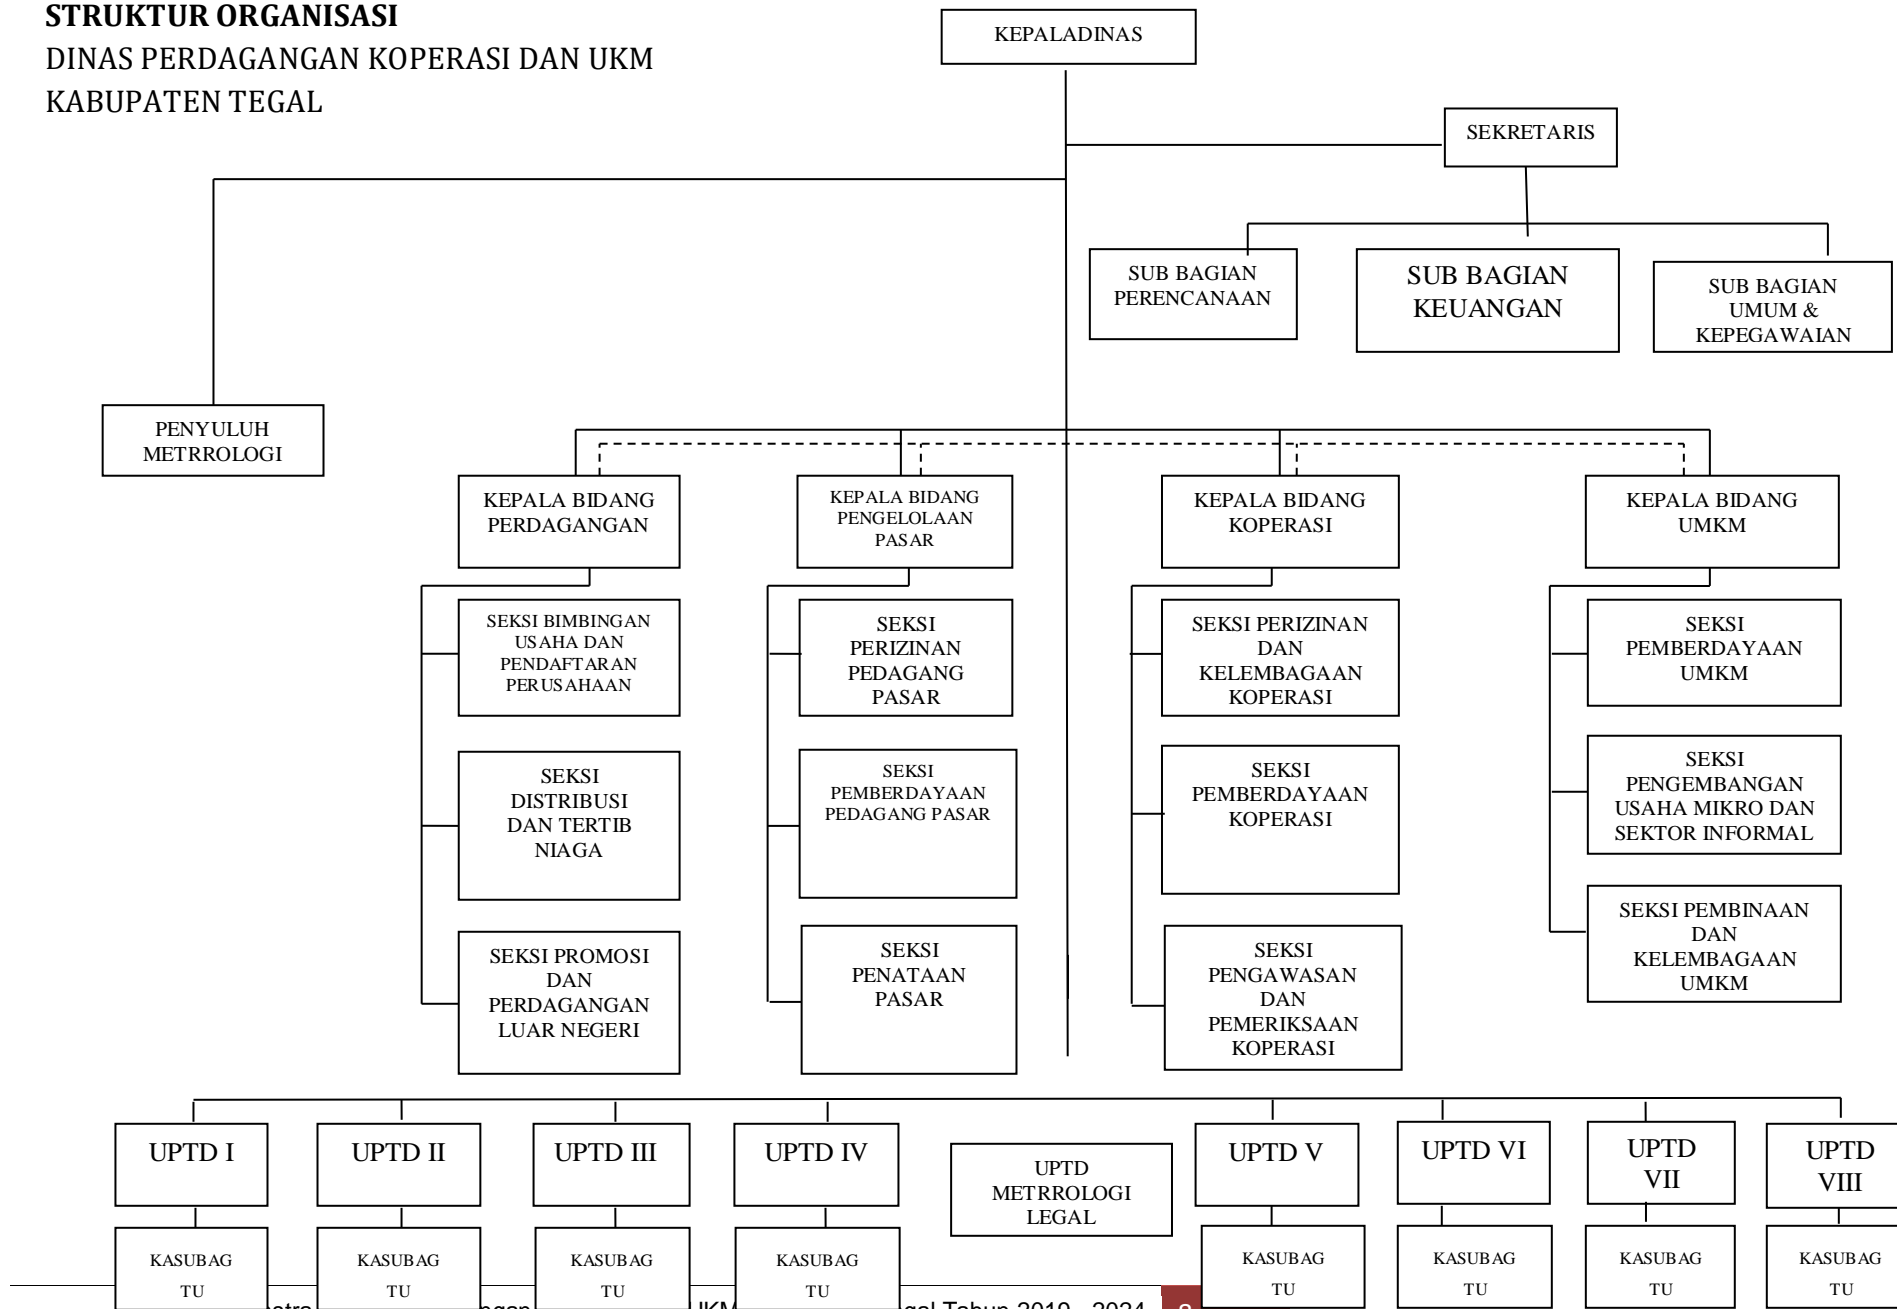 STRUKTUR ORGANISASI
DINAS PERDAGANGAN KOPERASI DAN UKM
KABUPATEN TEGAL
KEPALADINAS
SEKRETARIS
SUB BAGIAN
PERENCANAAN
SUB BAGIAN
KEUANGAN
SUB BAGIAN
UMUM &
KEPEGAWAIAN
PENYULUH
METRROLOGI
KEPALA BIDANG
PERDAGANGAN
KEPALA BIDANG
PENGELOLAAN
PASAR
KEPALA BIDANG
KOPERASI
KEPALA BIDANG
UMKM
SEKSI BIMBINGAN
USAHA DAN
PENDAFTARAN
PERUSAHAAN
SEKSI
PERIZINAN
PEDAGANG
PASAR
SEKSI PERIZINAN
DAN
KELEMBAGAAN
KOPERASI
SEKSI
PEMBERDAYAAN
UMKM
SEKSI
DISTRIBUSI
DAN TERTIB
NIAGA
SEKSI
PEMBERDAYAAN
PEDAGANG PASAR
SEKSI
PEMBERDAYAAN
KOPERASI
SEKSI
PENGEMBANGAN
USAHA MIKRO DAN
SEKTOR INFORMAL
SEKSI PROMOSI
DAN
PERDAGANGAN
LUAR NEGERI
SEKSI
PENATAAN
PASAR
SEKSI
PENGAWASAN
DAN
PEMERIKSAAN
KOPERASI
SEKSI PEMBINAAN
DAN
KELEMBAGAAN
UMKM
UPTD I
UPTD II
UPTD III
UPTD IV
UPTD
METRROLOGI
LEGAL
UPTD V
UPTD VI
UPTD
VII
UPTD
VIII
KASUBAG
TU
KASUBAG
TU
KASUBAG
TU
KASUBAG
TU
KASUBAG
TU
KASUBAG
TU
KASUBAG
TU
KASUBAG
TU
Tahun 2019 - 2024